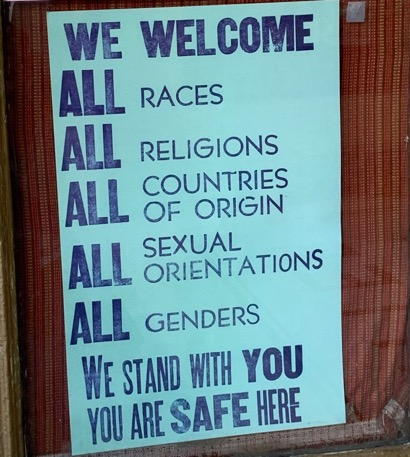 WE WELCOME
ALL RACES
ALL RELIGIONS
ALL COUNTRIES
OF ORIGIN
ALL SEXUAL
ORIENTATIONS
ALL GENDERS
WE STAND WITH YOU
YOU ARE SAFE HERE